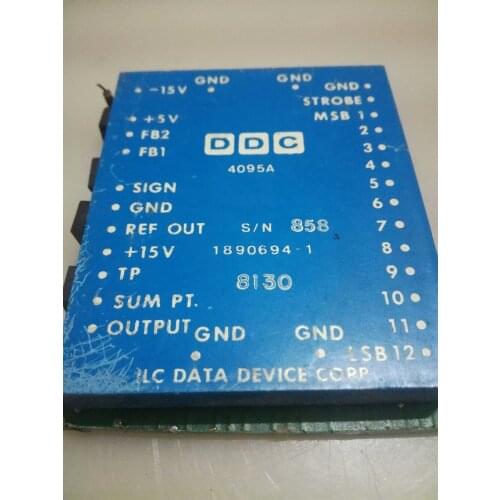 GND GND GND
-15V STROBE
+5V MSB 1
FB2 2
FB1 DDC 3
4095A 4
SIGN 5
GND 6
REF OUT S/N 858 7
+15V 1890694-1 8
TP 8130 9
SUM PT. 10
OUTPUT GND GND 11
LSB 12
ILC DATA DEVICE CORP